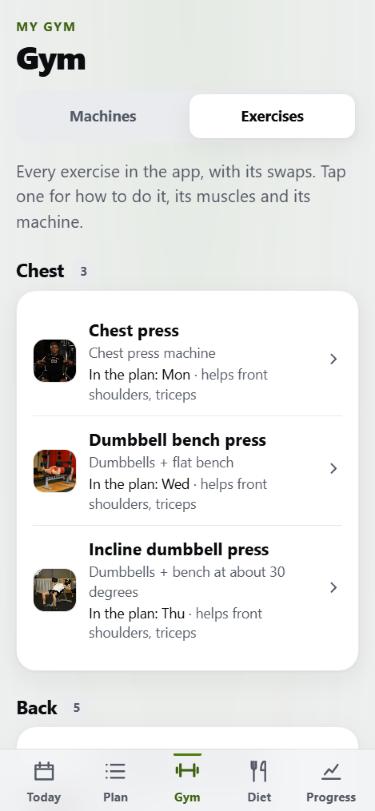 MY GYM
Gym
Machines
Exercises
Every exercise in the app, with its swaps. Tap
one for how to do it, its muscles and its
machine.
Chest 3
Chest press
Chest press machine
In the plan: Mon · helps front
shoulders, triceps
Dumbbell bench press
Dumbbells + flat bench
In the plan: Wed · helps front
shoulders, triceps
Incline dumbbell press
Dumbbells + bench at about 30
degrees
In the plan: Thu · helps front
shoulders, triceps
Back 5
Today
Plan
Gym
Diet
Progress